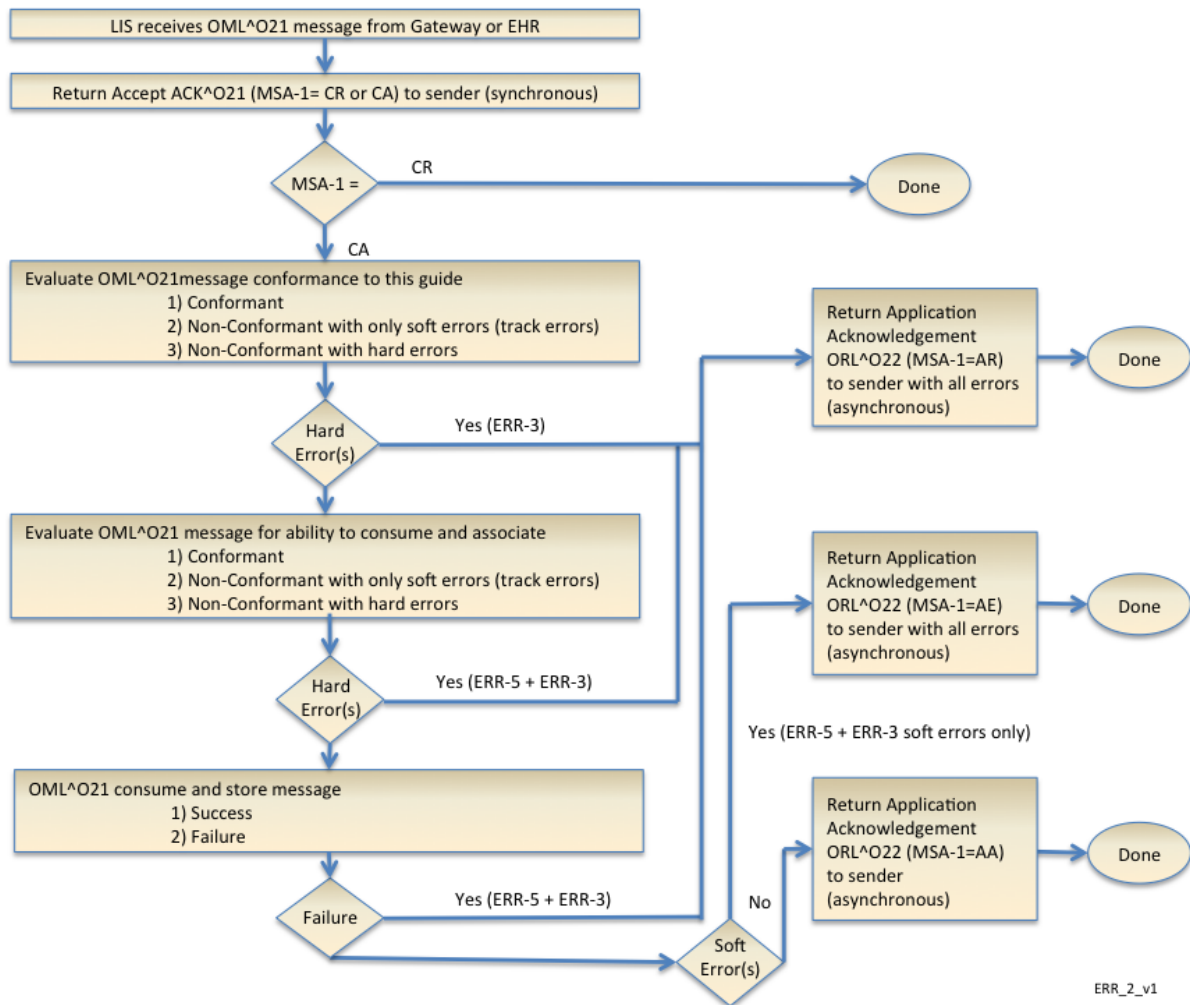 LIS receives OML^O21 message from Gateway or EHR
Return Accept ACK^O21 (MSA-1= CR or CA) to sender (synchronous)
MSA-1 =
CR
Done
CA
Evaluate OML^O21message conformance to this guide
1) Conformant
2) Non-Conformant with only soft errors (track errors)
3) Non-Conformant with hard errors
Return Application
Acknowledgement
ORL^O22 (MSA-1=AR)
to sender with all errors
(asynchronous)
Done
Hard
Error(s)
Yes (ERR-3)
Evaluate OML^O21 message for ability to consume and associate
1) Conformant
2) Non-Conformant with only soft errors (track errors)
3) Non-Conformant with hard errors
Return Application
Acknowledgement
ORL^O22 (MSA-1=AE)
to sender with all errors
(asynchronous)
Done
Hard
Error(s)
Yes (ERR-5 + ERR-3)
Yes (ERR-5 + ERR-3 soft errors only)
OML^O21 consume and store message
1) Success
2) Failure
Return Application
Acknowledgement
ORL^O22 (MSA-1=AA)
to sender
(asynchronous)
Done
Failure
Yes (ERR-5 + ERR-3)
No
Soft
Error(s)
ERR_2_v1